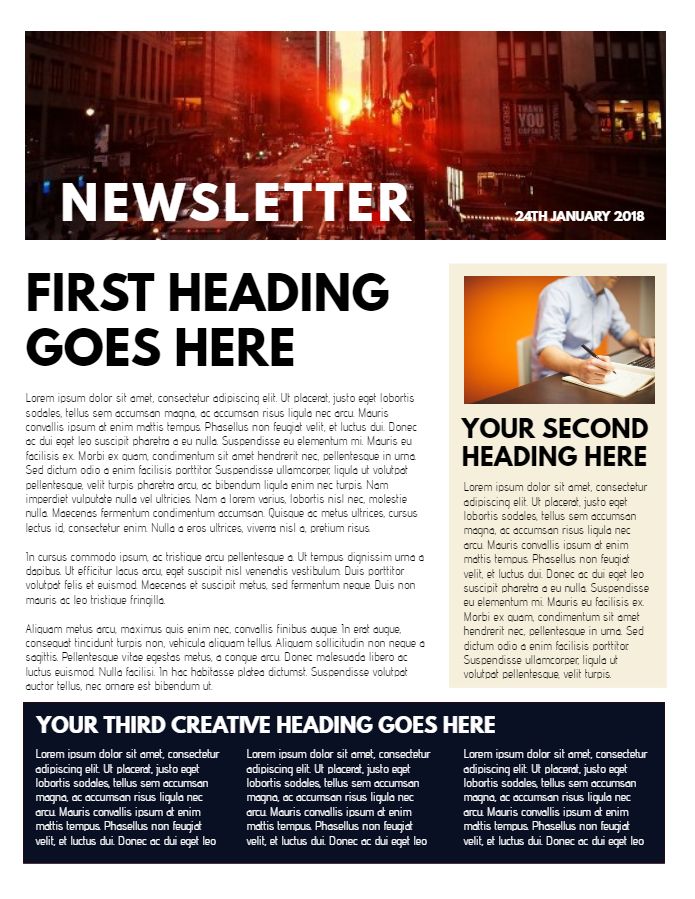 THANK
YOU
CAPTAIN
DEREK JETER
NEWSLETTER
24TH JANUARY 2018
FIRST HEADING
GOES HERE
Lorem ipsum dolor sit amet, consectetur adipiscing elit. Ut placerat, justo eget lobortis
sodales, tellus sem accumsan magna, ac accumsan risus ligula nec arcu. Mauris
convallis ipsum at enim mattis tempus. Phasellus non feugiat velit, et luctus dui. Donec
ac dui eget leo suscipit pharetra a eu nulla. Suspendisse eu elementum mi. Mauris eu
facilisis ex. Morbi ex quam, condimentum sit amet hendrerit nec, pellentesque in urna.
Sed dictum odio a enim facilisis porttitor Suspendisse ullamcorper, ligula ut volutpat
pellentesque, velit turpis pharetra arcu, ac bibendum ligula enim nec turpis. Nam
imperdiet vulputate nulla vel ultricies. Nam a lorem varius, lobortis nisl nec, molestie
nulla. Maecenas fermentum condimentum accumsan. Quisque ac metus ultrices, cursus
lectus id, consectetur enim. Nulla a eros ultrices, viverra nisl a, pretium risus.
In cursus commodo ipsum, ac tristique arcu pellentesque a. Ut tempus dignissim urna a
dapibus. Ut efficitur lacus arcu, eget suscipit nisl venenatis vestibulum. Duis porttitor
volutpat felis et euismod. Maecenas et suscipit metus, sed fermentum neque. Duis non
mauris ac leo tristique fringilla.
Aliquam metus arcu, maximus quis enim nec, convallis finibus augue. In erat augue,
consequat tincidunt turpis non, vehicula aliquam tellus. Aliquam sollicitudin non neque a
sagittis. Pellentesque vitae egestas metus, a congue arcu. Donec malesuada libero ac
luctus euismod. Nulla facilisi. In hac habitasse platea dictumst. Suspendisse volutpat
auctor tellus, nec ornare est bibendum ut.
YOUR SECOND
HEADING HERE
Lorem ipsum dolor sit amet, consectetur
adipiscing elit. Ut placerat, justo eget
lobortis sodales, tellus sem accumsan
magna, ac accumsan risus ligula nec
arcu. Mauris convallis ipsum at enim
mattis tempus. Phasellus non feugiat
velit, et luctus dui. Donec ac dui eget leo
suscipit pharetra a eu nulla. Suspendisse
eu elementum mi. Mauris eu facilisis ex.
Morbi ex quam, condimentum sit amet
hendrerit nec, pellentesque in urna. Sed
dictum odio a enim facilisis porttitor.
Suspendisse ullamcorper, ligula ut
volutpat pellentesque, velit turpis.
YOUR THIRD CREATIVE HEADING GOES HERE
Lorem ipsum dolor sit amet, consectetur
adipiscing elit. Ut placerat, justo eget
lobortis sodales, tellus sem accumsan
magna, ac accumsan risus ligula nec
arcu. Mauris convallis ipsum at enim
mattis tempus. Phasellus non feugiat
velit, et luctus dui. Donec ac dui eget leo
Lorem ipsum dolor sit amet, consectetur
adipiscing elit. Ut placerat, justo eget
lobortis sodales, tellus sem accumsan
magna, ac accumsan risus ligula nec
arcu. Mauris convallis ipsum at enim
mattis tempus. Phasellus non feugiat
velit, et luctus dui. Donec ac dui eget leo
Lorem ipsum dolor sit amet, consectetur
adipiscing elit. Ut placerat, justo eget
lobortis sodales, tellus sem accumsan
magna, ac accumsan risus ligula nec
arcu. Mauris convallis ipsum at enim
mattis tempus. Phasellus non feugiat
velit, et luctus dui. Donec ac dui eget leo